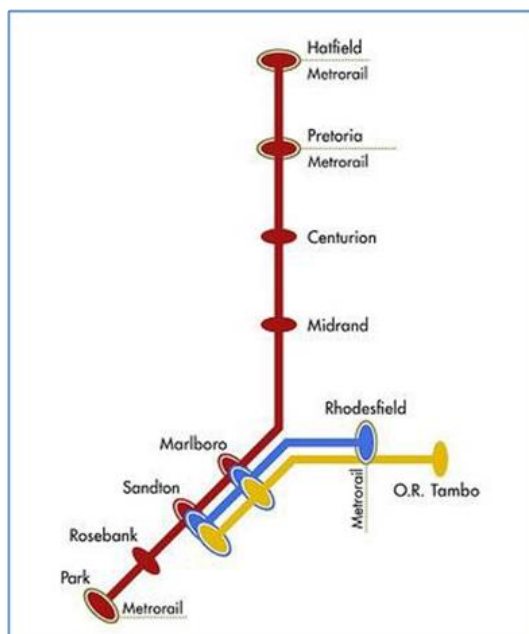 Hatfield
Metrorail
Pretoria
Metrorail
Centurion
Midrand
Rhodesfield
Marlboro
Metrorail
O.R. Tambo
Sandton
Rosebank
Park
Metrorail